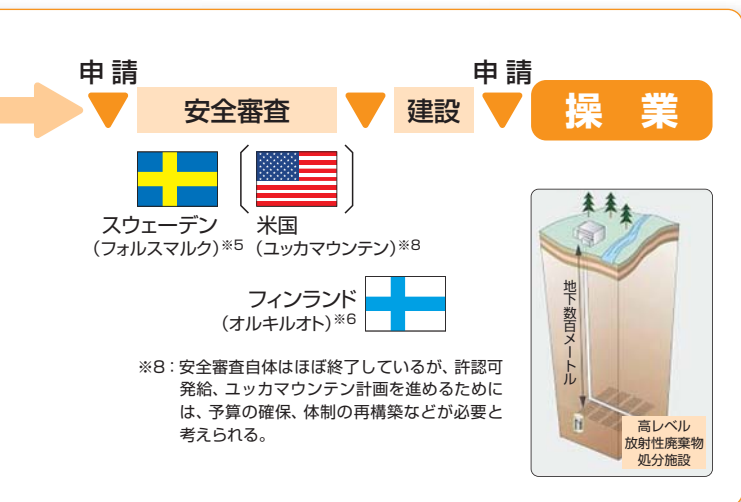 申請
申請
安全審査
建設
操業
スウェーデン
（フォルスマルク）※5
米国
（ユッカマウンテン）※8
フィンランド
（オルキルオト）※6
※8：安全審査自体はほぼ終了しているが、許認可
発給、ユッカマウンテン計画を進めるために
は、予算の確保、体制の再構築などが必要と
考えられる。
地下数百メートル
高レベル
放射性廃棄物
処分施設